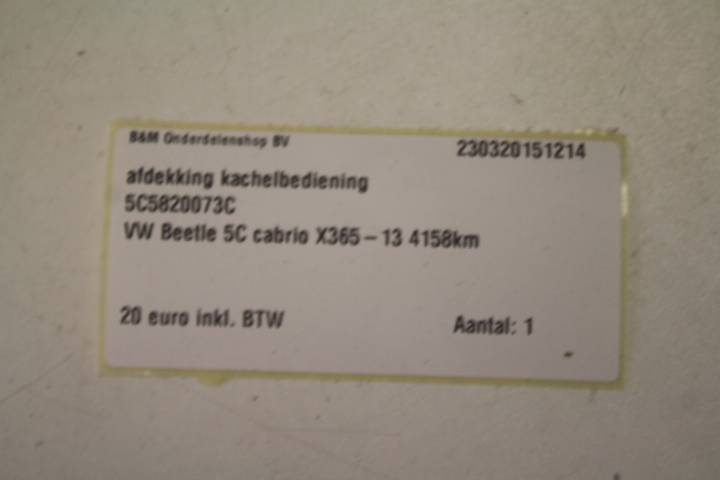 B&M Onderdelenshop BV 230320151214
afdekking kachelbediening
5C5820073C
VW Beetle 5C cabrio X365-13 4158km
20 euro inkl. BTW Aantal: 1